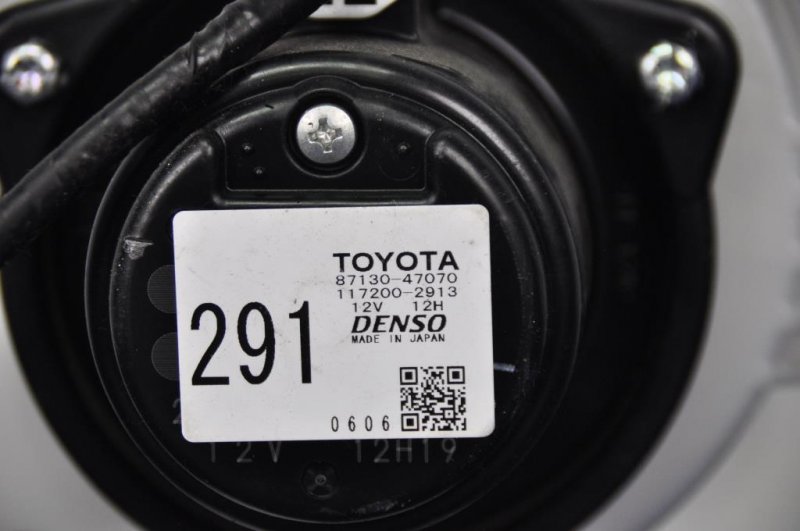 TOYOTA
87130-47070
117200-2913
12V 12H
DENSO
MADE IN JAPAN
291
0606
12V 12H19